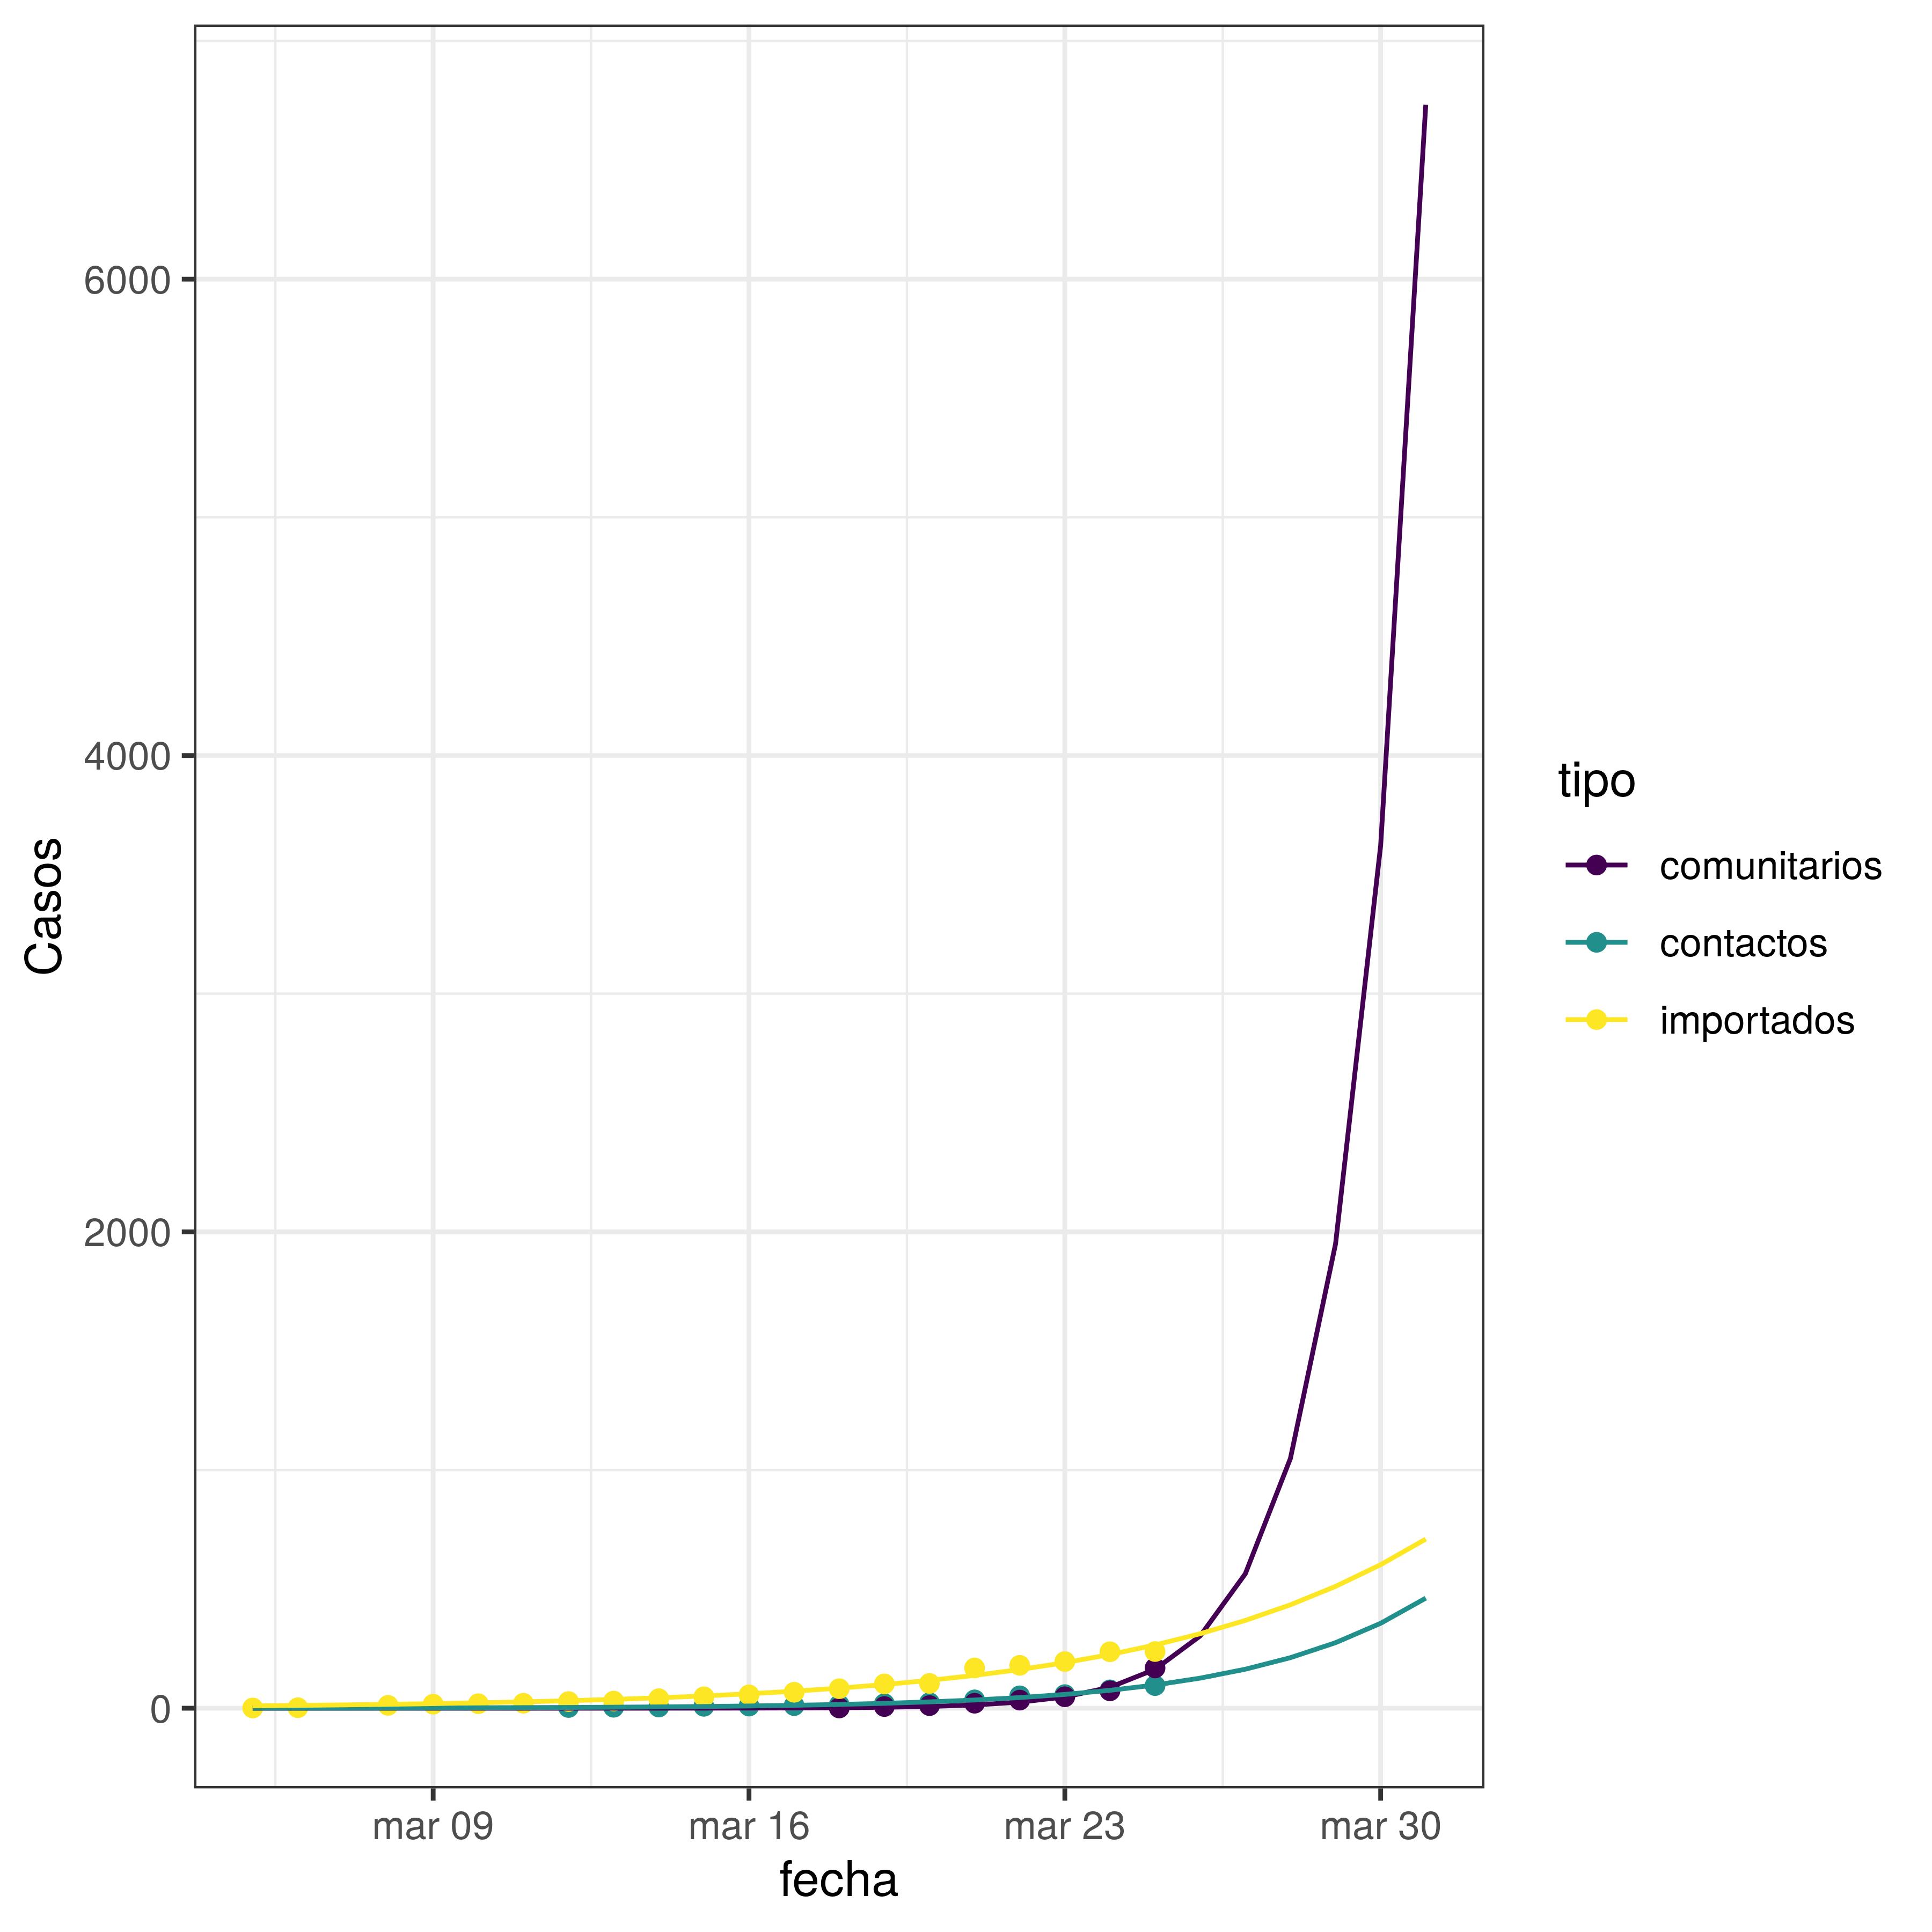 Casos
6000
4000
2000
0
mar 09
mar 16
mar 23
mar 30
fecha
tipo
comunitarios
contactos
importados